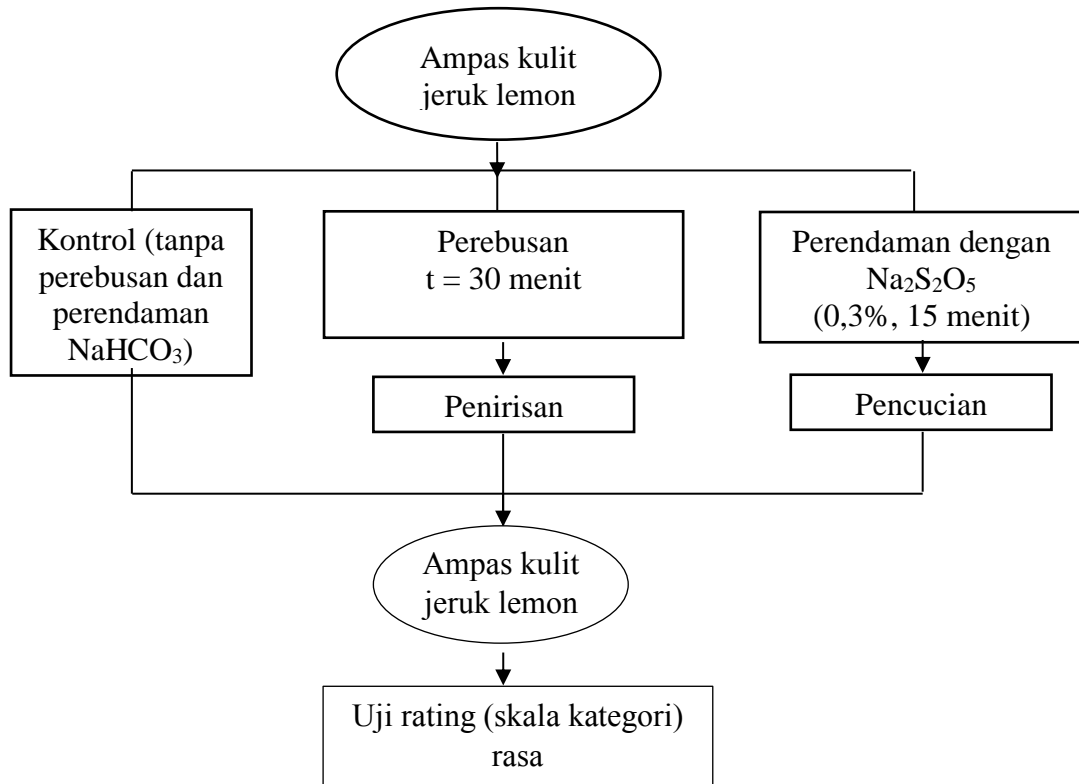 Ampas kulit
jeruk lemon
Kontrol (tanpa
perebusan dan
perendaman
NaHCO₃)
Perebusan
t = 30 menit
Perendaman dengan
Na₂S₂O₅
(0,3%, 15 menit)
Penirisan
Pencucian
Ampas kulit
jeruk lemon
Uji rating (skala kategori)
rasa